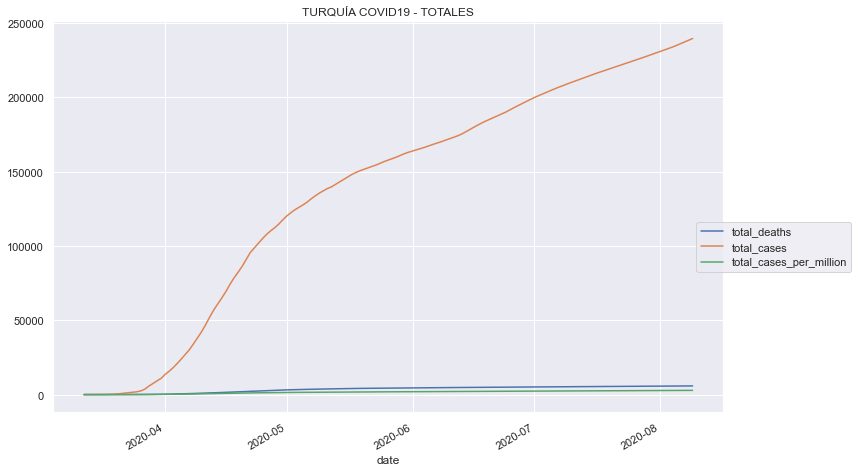 TURQUÍA COVID19 - TOTALES
250000
200000
150000
100000
50000
0
total_deaths
total_cases
total_cases_per_million
2020-04
2020-05
2020-06
2020-07
2020-08
date